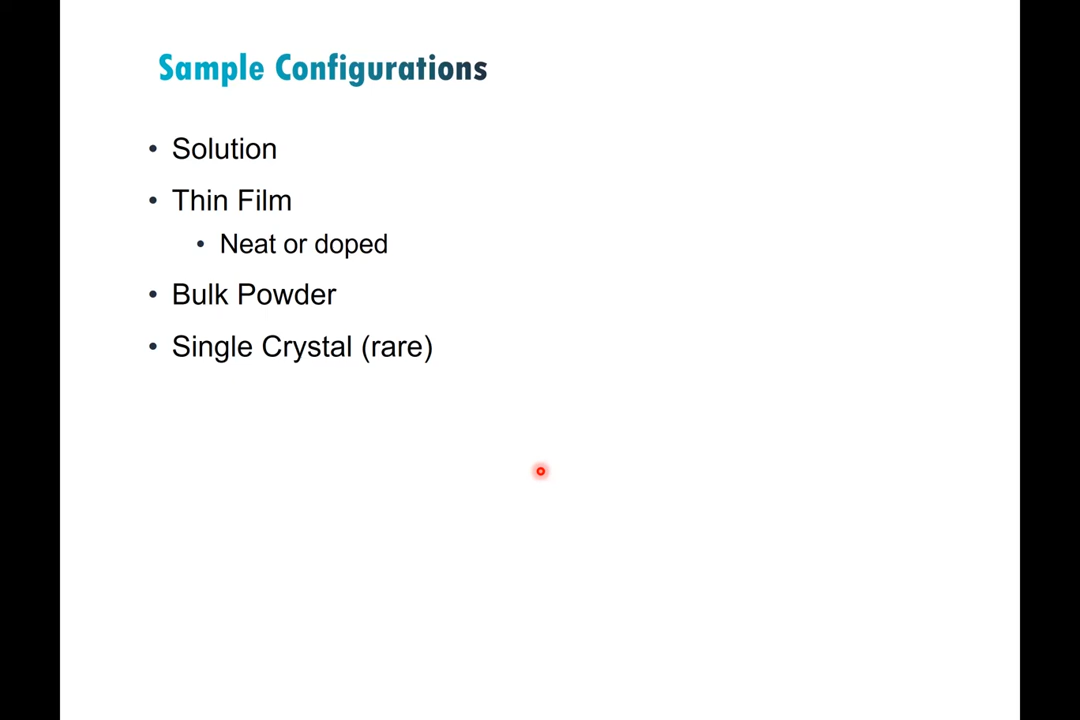 Sample Configurations
• Solution
• Thin Film
• Neat or doped
• Bulk Powder
• Single Crystal (rare)